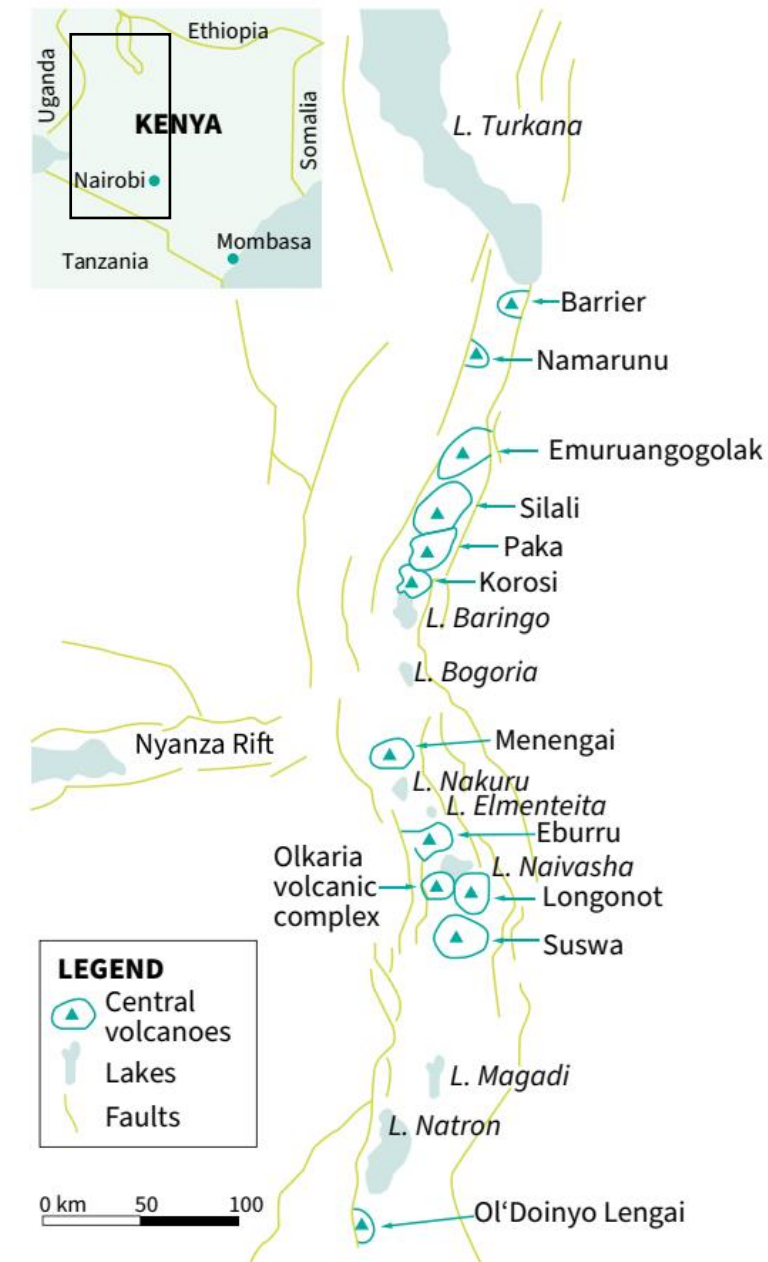 Ethiopia
Uganda
KENYA
Somalia
Nairobi
Mombasa
Tanzania
L. Turkana
Barrier
Namarunu
Emuruangogolak
Silali
Paka
Korosi
L. Baringo
L. Bogoria
Nyanza Rift
Menengai
L. Nakuru
L. Elmenteita
Eburru
L. Naivasha
Olkaria
volcanic
complex
Longonot
Suswa
LEGEND
Central
volcanoes
Lakes
Faults
L. Magadi
L. Natron
0 km 50 100
Ol‘Doinyo Lengai